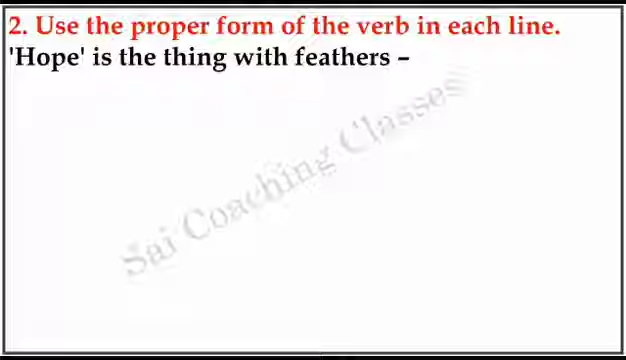 2. Use the proper form of the verb in each line.
'Hope' is the thing with feathers –
Sai Coaching Classes